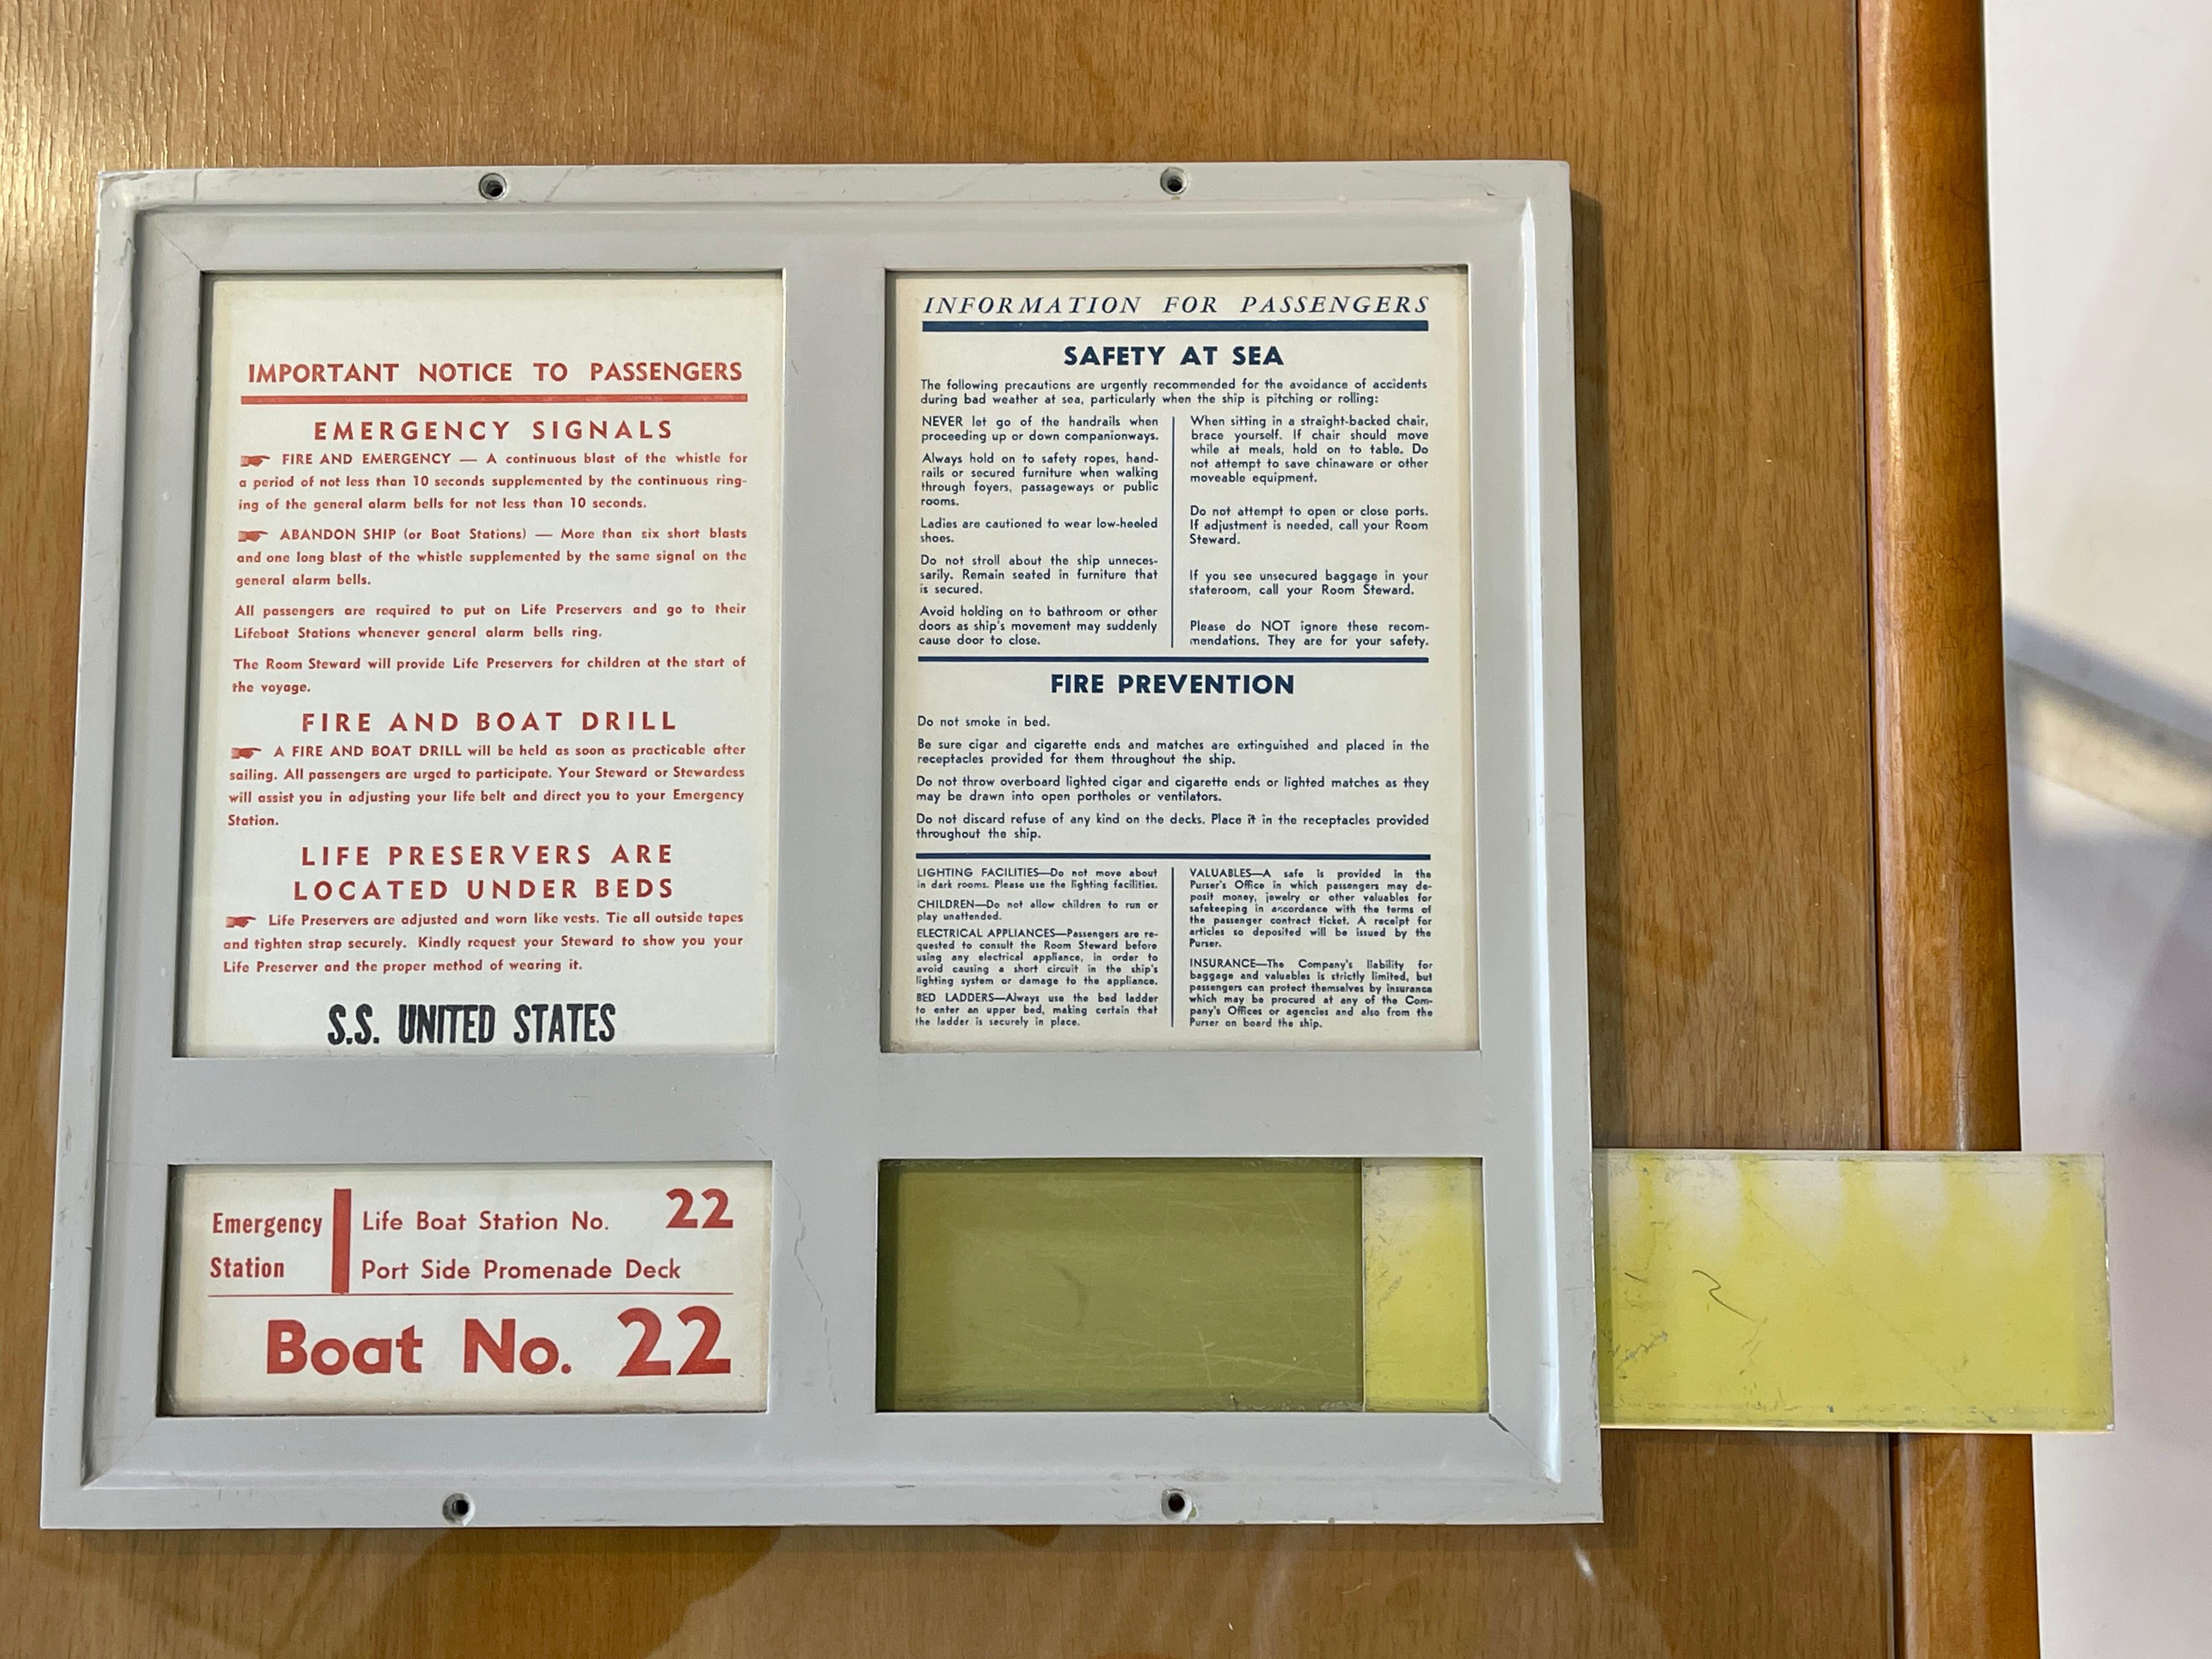 IMPORTANT NOTICE TO PASSENGERS
EMERGENCY SIGNALS
FIRE AND EMERGENCY — A continuous blast of the whistle for
a period of not less than 10 seconds supplemented by the continuous ring-
ing of the general alarm bells for not less than 10 seconds.
ABANDON SHIP (or Boat Stations) — More than six short blasts
and one long blast of the whistle supplemented by the same signal on the
general alarm bells.
All passengers are required to put on Life Preservers and go to their
Lifeboat Stations whenever general alarm bells ring.
The Room Steward will provide Life Preservers for children at the start of
the voyage.
FIRE AND BOAT DRILL
A FIRE AND BOAT DRILL will be held as soon as practicable after
sailing. All passengers are urged to participate. Your Steward or Stewardess
will assist you in adjusting your life belt and direct you to your Emergency
Station.
LIFE PRESERVERS ARE
LOCATED UNDER BEDS
Life Preservers are adjusted and worn like vests. Tie all outside tapes
and tighten strap securely. Kindly request your Steward to show you your
Life Preserver and the proper method of wearing it.
S.S. UNITED STATES
INFORMATION FOR PASSENGERS
SAFETY AT SEA
The following precautions are urgently recommended for the avoidance of accidents
during bad weather at sea, particularly when the ship is pitching or rolling:
NEVER let go of the handrails when
proceeding up or down companionways.
Always hold on to safety ropes, hand-
rails or secured furniture when walking
through foyers, passageways or public
rooms.
Ladies are cautioned to wear low-heeled
shoes.
Do not stroll about the ship unneces-
sarily. Remain seated in furniture that
is secured.
Avoid holding on to bathroom or other
doors as ship's movement may suddenly
cause door to close.
When sitting in a straight-backed chair,
brace yourself. If chair should move
while at meals, hold on to table. Do
not attempt to save chinaware or other
moveable equipment.
Do not attempt to open or close ports.
If adjustment is needed, call your Room
Steward.
If you see unsecured baggage in your
stateroom, call your Room Steward.
Please do NOT ignore these recom-
mendations. They are for your safety.
FIRE PREVENTION
Do not smoke in bed.
Be sure cigar and cigarette ends and matches are extinguished and placed in the
receptacles provided for them throughout the ship.
Do not throw overboard lighted cigar and cigarette ends or lighted matches as they
may be drawn into open portholes or ventilators.
Do not discard refuse of any kind on the decks. Place it in the receptacles provided
throughout the ship.
LIGHTING FACILITIES—Do not move about
in dark rooms. Please use the lighting facilities.
CHILDREN—Do not allow children to run or
play unattended.
ELECTRICAL APPLIANCES—Passengers are re-
quested to consult the Room Steward before
using any electrical appliance, in order to
avoid causing a short circuit in the ship's
lighting system or damage to the appliance.
BED LADDERS—Always use the bed ladder
to enter an upper bed, making certain that
the ladder is securely in place.
VALUABLES—A safe is provided in the
Purser's Office in which passengers may de-
posit money, jewelry or other valuables for
safekeeping in accordance with the terms of
the passenger contract ticket. A receipt for
articles so deposited will be issued by the
Purser.
INSURANCE—The Company's liability for
baggage and valuables is strictly limited, but
passengers can protect themselves by insurance
which may be procured at any of the Com-
pany's Offices or agencies and also from the
Purser on board the ship.
Emergency
Station
Life Boat Station No. 22
Port Side Promenade Deck
Boat No. 22